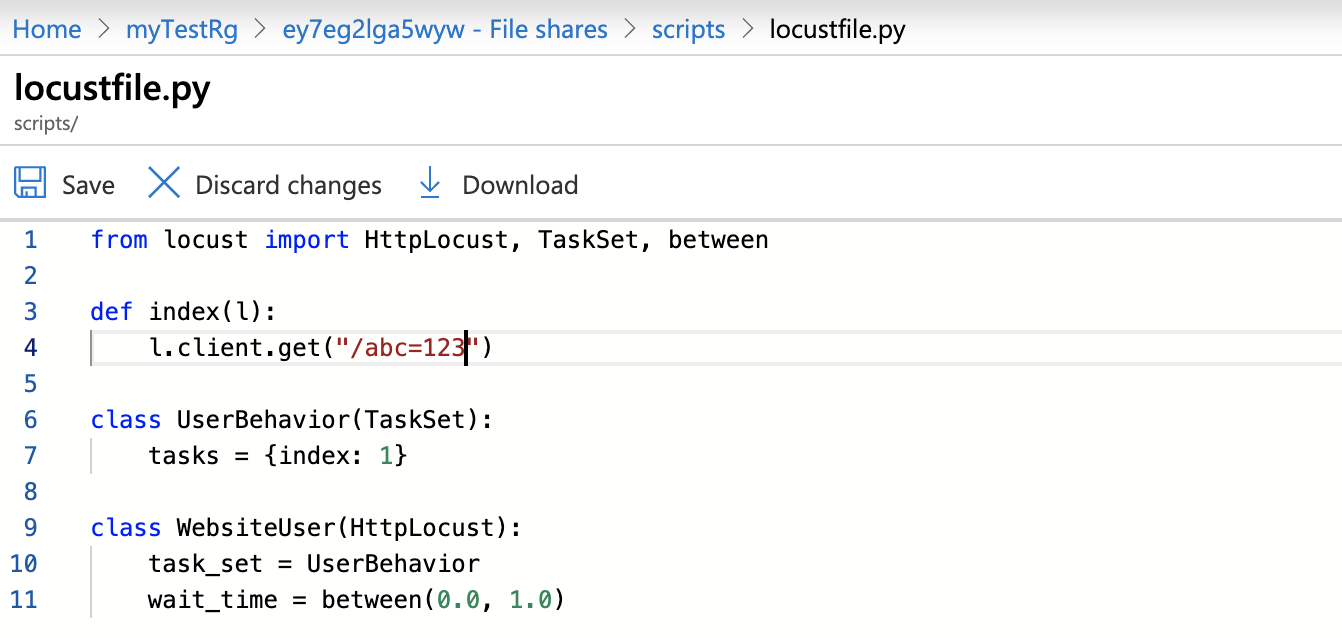 Home > myTestRg > ey7eg2lga5wyw - File shares > scripts > locustfile.py
locustfile.py
scripts/
Save Discard changes Download
1 from locust import HttpLocust, TaskSet, between
2
3 def index(l):
4     l.client.get("/abc=123")
5
6 class UserBehavior(TaskSet):
7     tasks = {index: 1}
8
9 class WebsiteUser(HttpLocust):
10     task_set = UserBehavior
11     wait_time = between(0.0, 1.0)